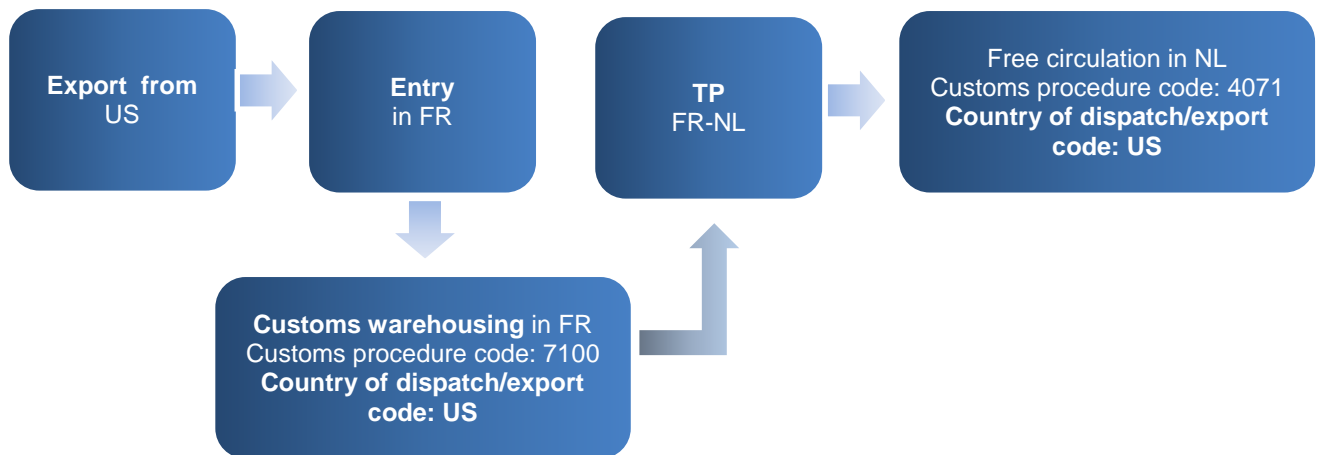 Export from
US
Entry
in FR
Customs warehousing in FR
Customs procedure code: 7100
Country of dispatch/export
code: US
TP
FR-NL
Free circulation in NL
Customs procedure code: 4071
Country of dispatch/export
code: US